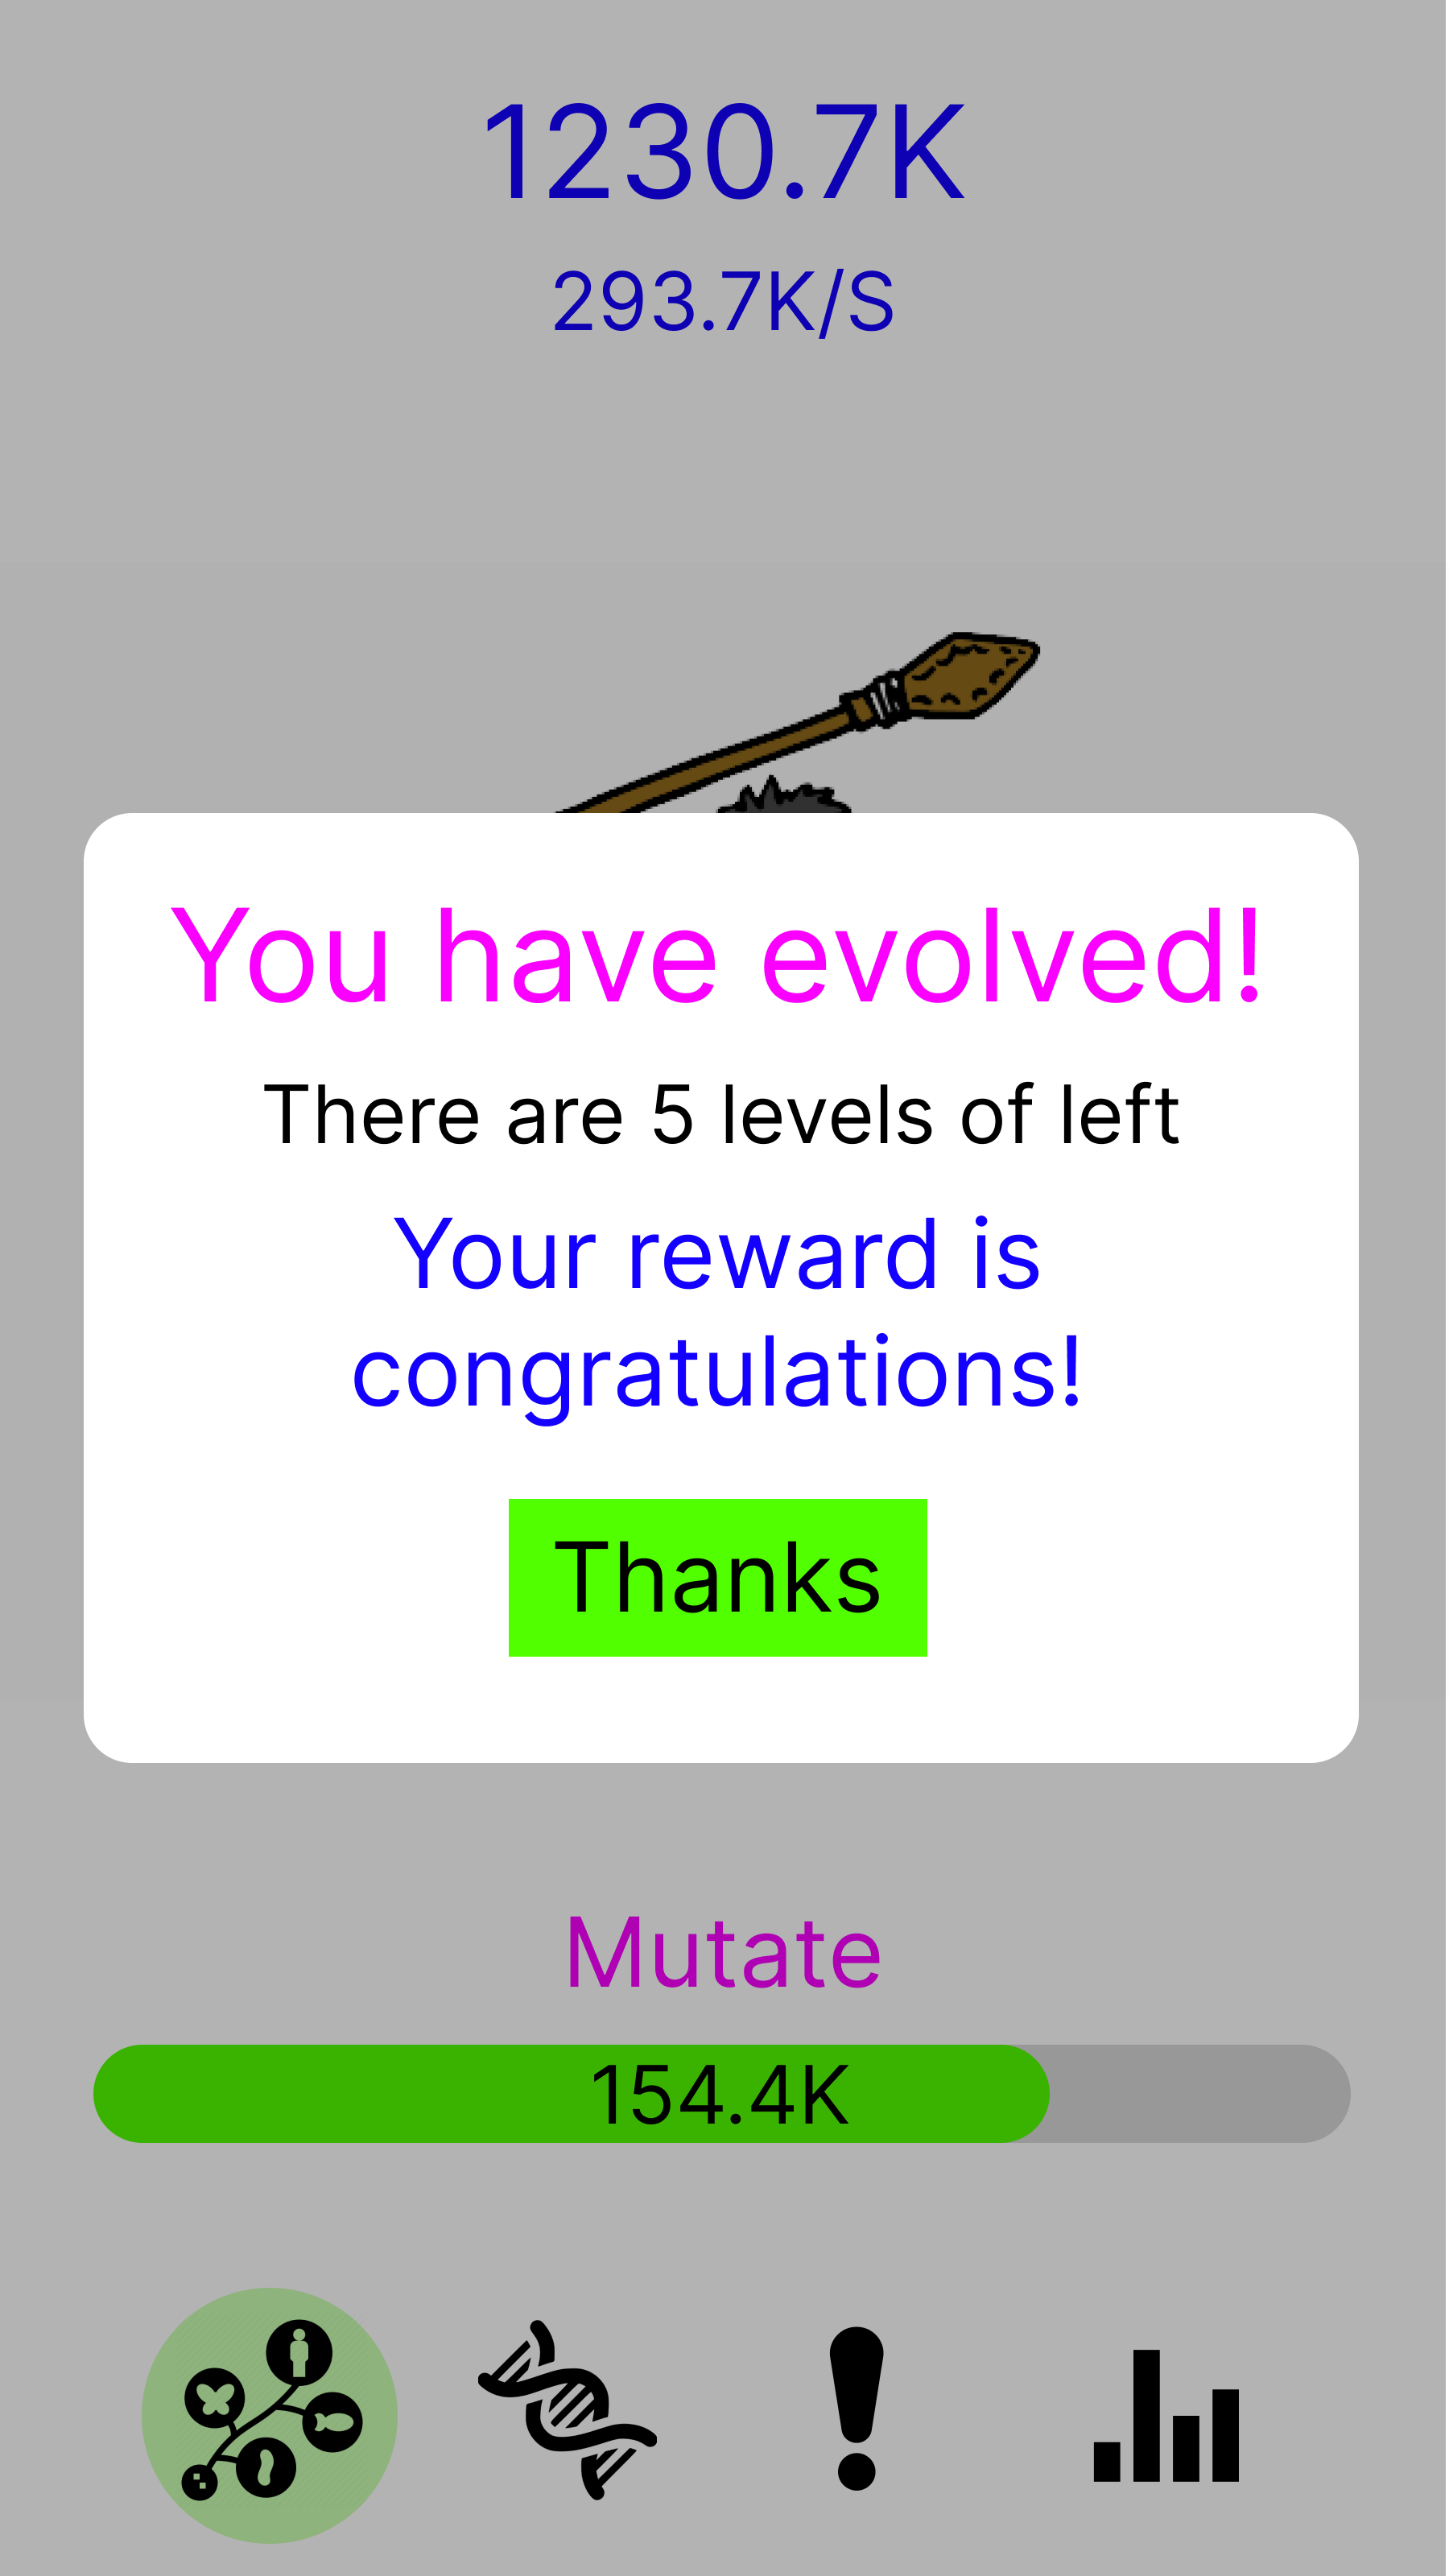 1230.7K
293.7K/S
You have evolved!
There are 5 levels of left
Your reward is
congratulations!
Thanks
Mutate
154.4K